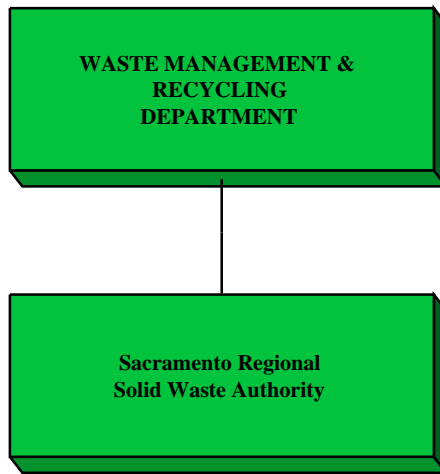 WASTE MANAGEMENT &
RECYCLING
DEPARTMENT
Sacramento Regional
Solid Waste Authority